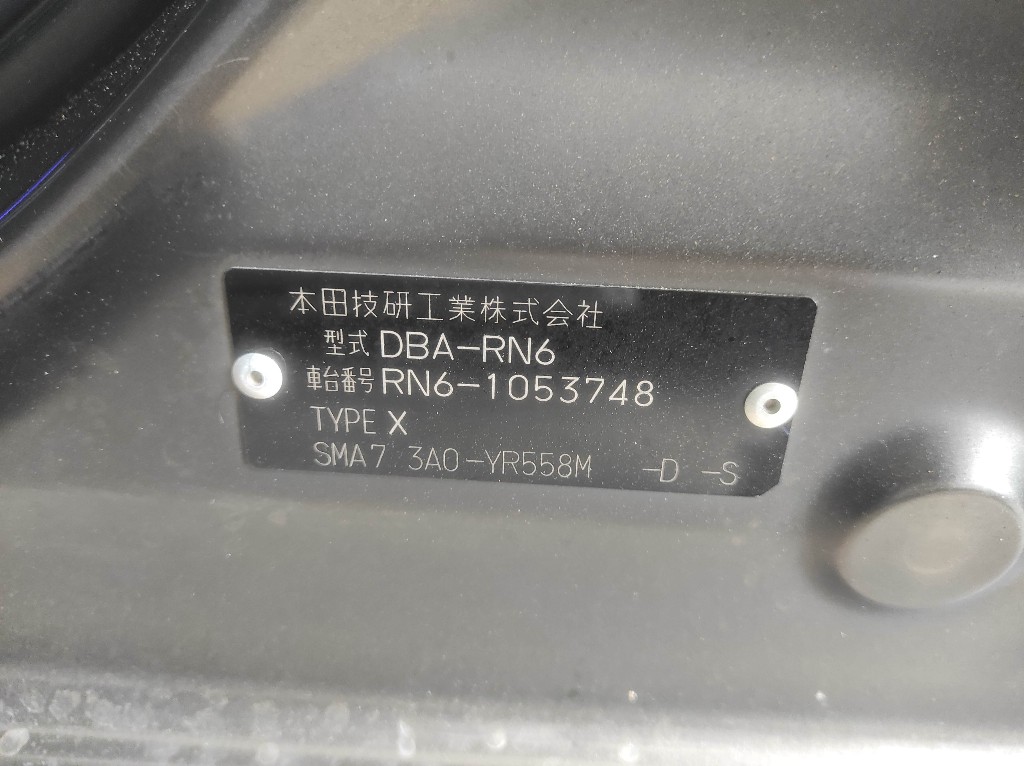 本田技研工業株式会社
型式 DBA-RN6
車台番号 RN6-1053748
TYPE X
SMA7 3A0-YR558M -D -S